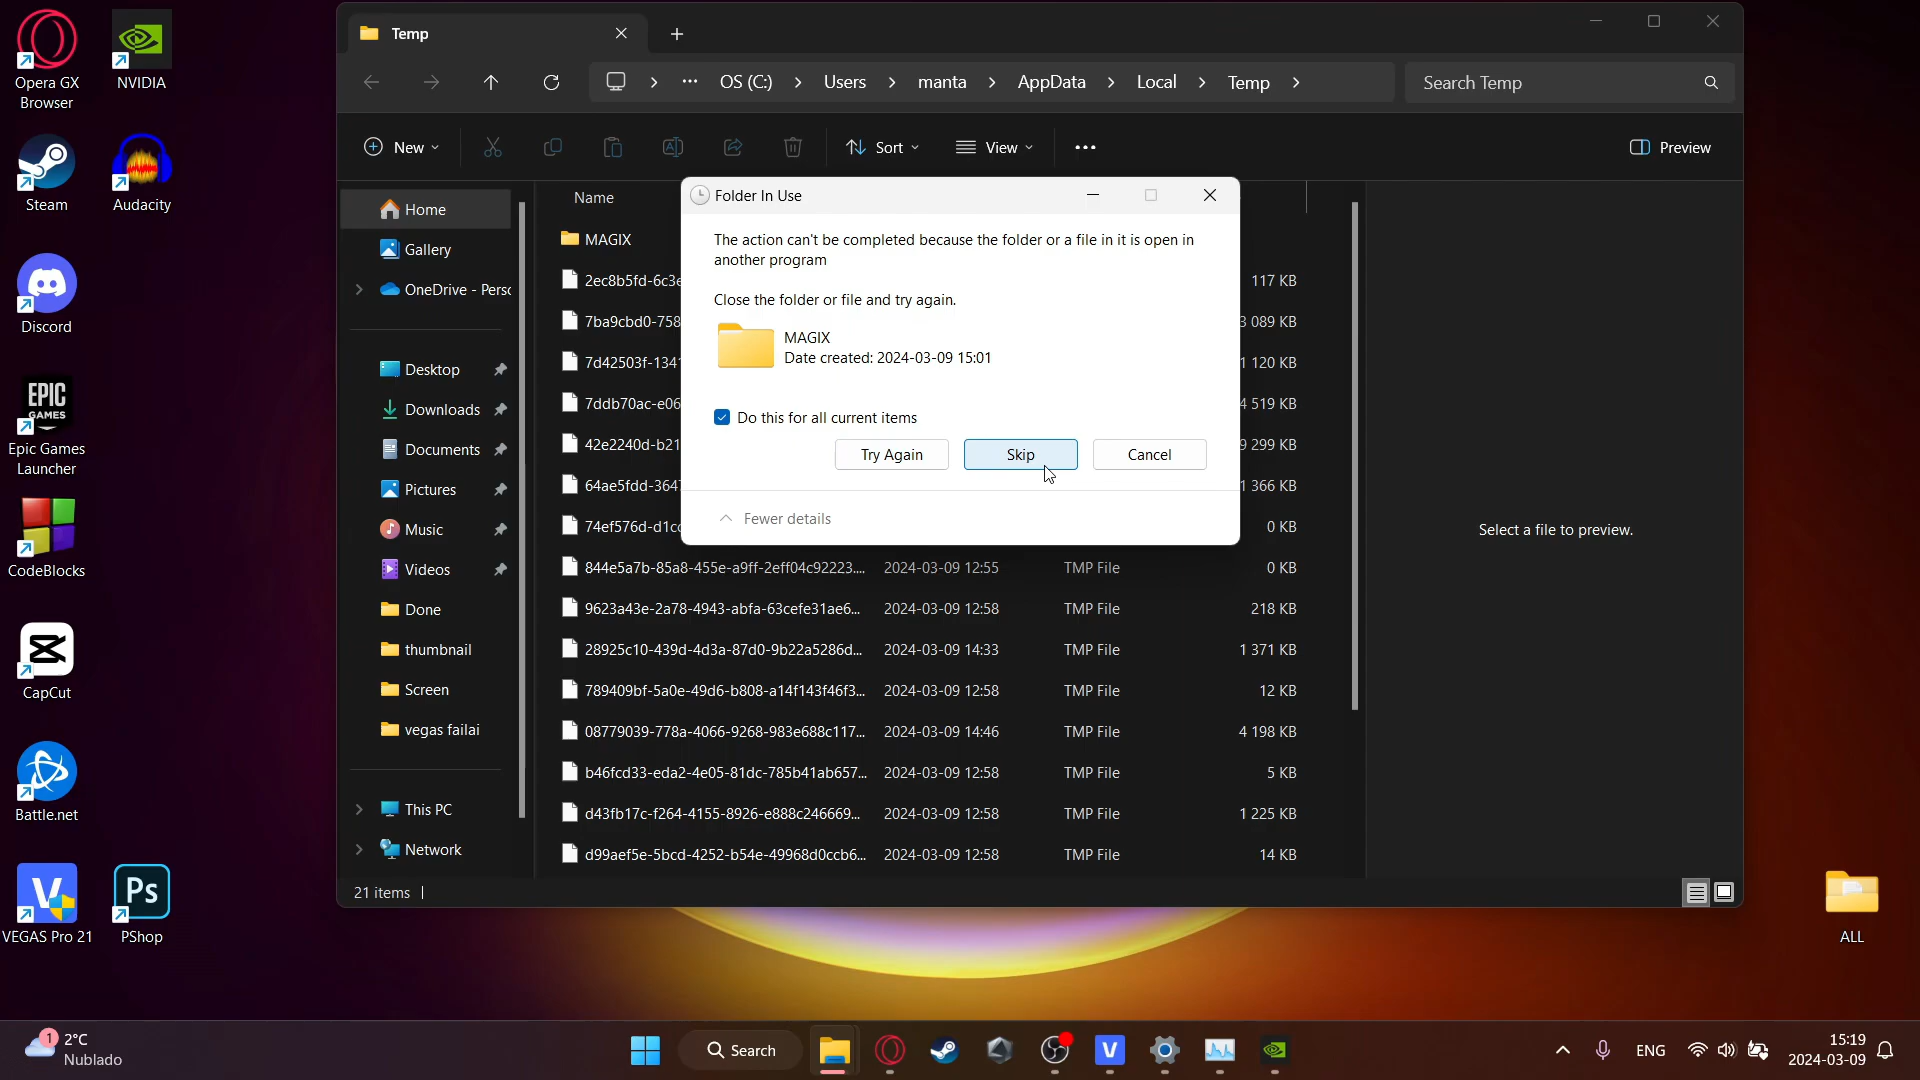 Opera GX
Browser
NVIDIA
Steam
Audacity
Discord
EPIC
GAMES
Epic Games
Launcher
CodeBlocks
CapCut
Battle.net
V
VEGAS Pro 21
Ps
PShop
Temp
OS (C:) > Users > manta > AppData > Local > Temp >
Search Temp
New
Sort
View
Preview
Home
Gallery
OneDrive - Perso
Desktop
Downloads
Documents
Pictures
Music
Videos
Done
thumbnail
Screen
vegas failai
This PC
Network
Name
MAGIX
2ec8b5fd-6c3e 117 KB
7ba9cbd0-758 3 089 KB
7d42503f-134 1 120 KB
7ddb70ac-e06 4 519 KB
42e2240d-b21 9 299 KB
64ae5fdd-364 1 366 KB
74ef576d-d1c 0 KB
844e5a7b-85a8-455e-a9ff-2eff04c92223... 2024-03-09 12:55 TMP File 0 KB
9623a43e-2a78-4943-abfa-63cefe31ae6... 2024-03-09 12:58 TMP File 218 KB
28925c10-439d-4d3a-87d0-9b22a5286d... 2024-03-09 14:33 TMP File 1 371 KB
789409bf-5a0e-49d6-b808-a14f143f46f3... 2024-03-09 12:58 TMP File 12 KB
08779039-778a-4066-9268-983e688c117... 2024-03-09 14:46 TMP File 4 198 KB
b46fcd33-eda2-4e05-81dc-785b41ab657... 2024-03-09 12:58 TMP File 5 KB
d43fb17c-f264-4155-8926-e888c246669... 2024-03-09 12:58 TMP File 1 225 KB
d99aef5e-5bcd-4252-b54e-49968d0ccb6... 2024-03-09 12:58 TMP File 14 KB
Folder In Use
The action can't be completed because the folder or a file in it is open in
another program
Close the folder or file and try again.
MAGIX
Date created: 2024-03-09 15:01
Do this for all current items
Try Again
Skip
Cancel
Fewer details
Select a file to preview.
21 items
ALL
1
2°C
Nublado
Search
V
ENG
15:19
2024-03-09